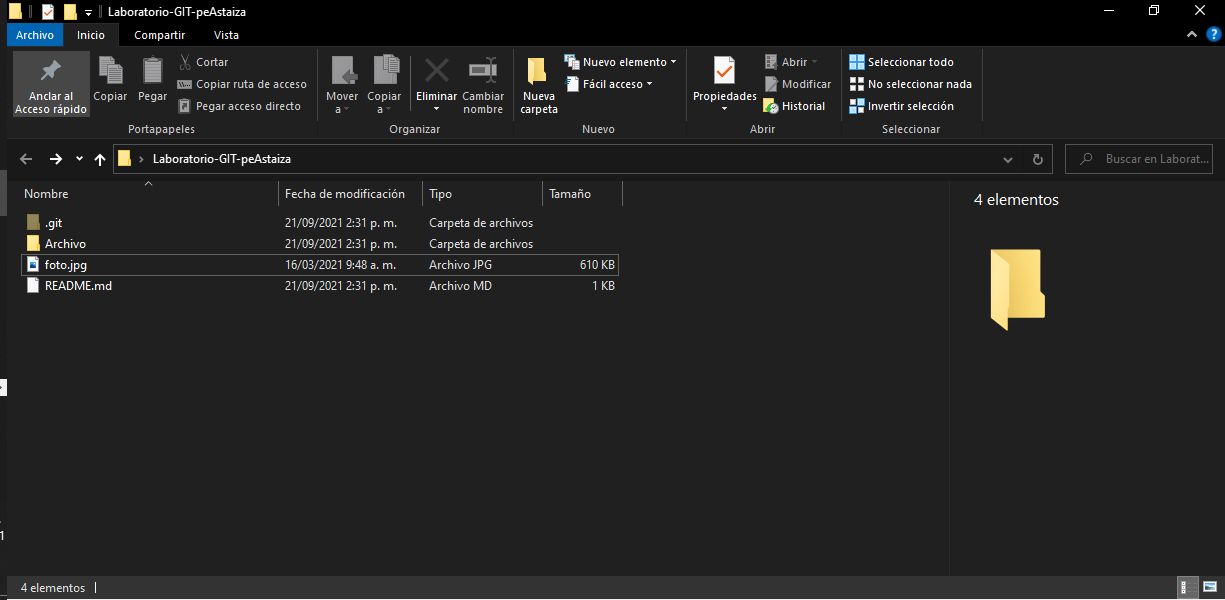 Laboratorio-GIT-peAstaiza
Archivo Inicio Compartir Vista
Anclar al Acceso rápido
Copiar
Pegar
Cortar
Copiar ruta de acceso
Pegar acceso directo
Portapapeles
Mover a
Copiar a
Eliminar
Cambiar nombre
Organizar
Nueva carpeta
Nuevo elemento
Fácil acceso
Nuevo
Propiedades
Abrir
Modificar
Historial
Abrir
Seleccionar todo
No seleccionar nada
Invertir selección
Seleccionar
Laboratorio-GIT-peAstaiza
Buscar en Laborat...
Nombre Fecha de modificación Tipo Tamaño
.git 21/09/2021 2:31 p. m. Carpeta de archivos
Archivo 21/09/2021 2:31 p. m. Carpeta de archivos
foto.jpg 16/03/2021 9:48 a. m. Archivo JPG 610 KB
README.md 21/09/2021 2:31 p. m. Archivo MD 1 KB
4 elementos
1
4 elementos